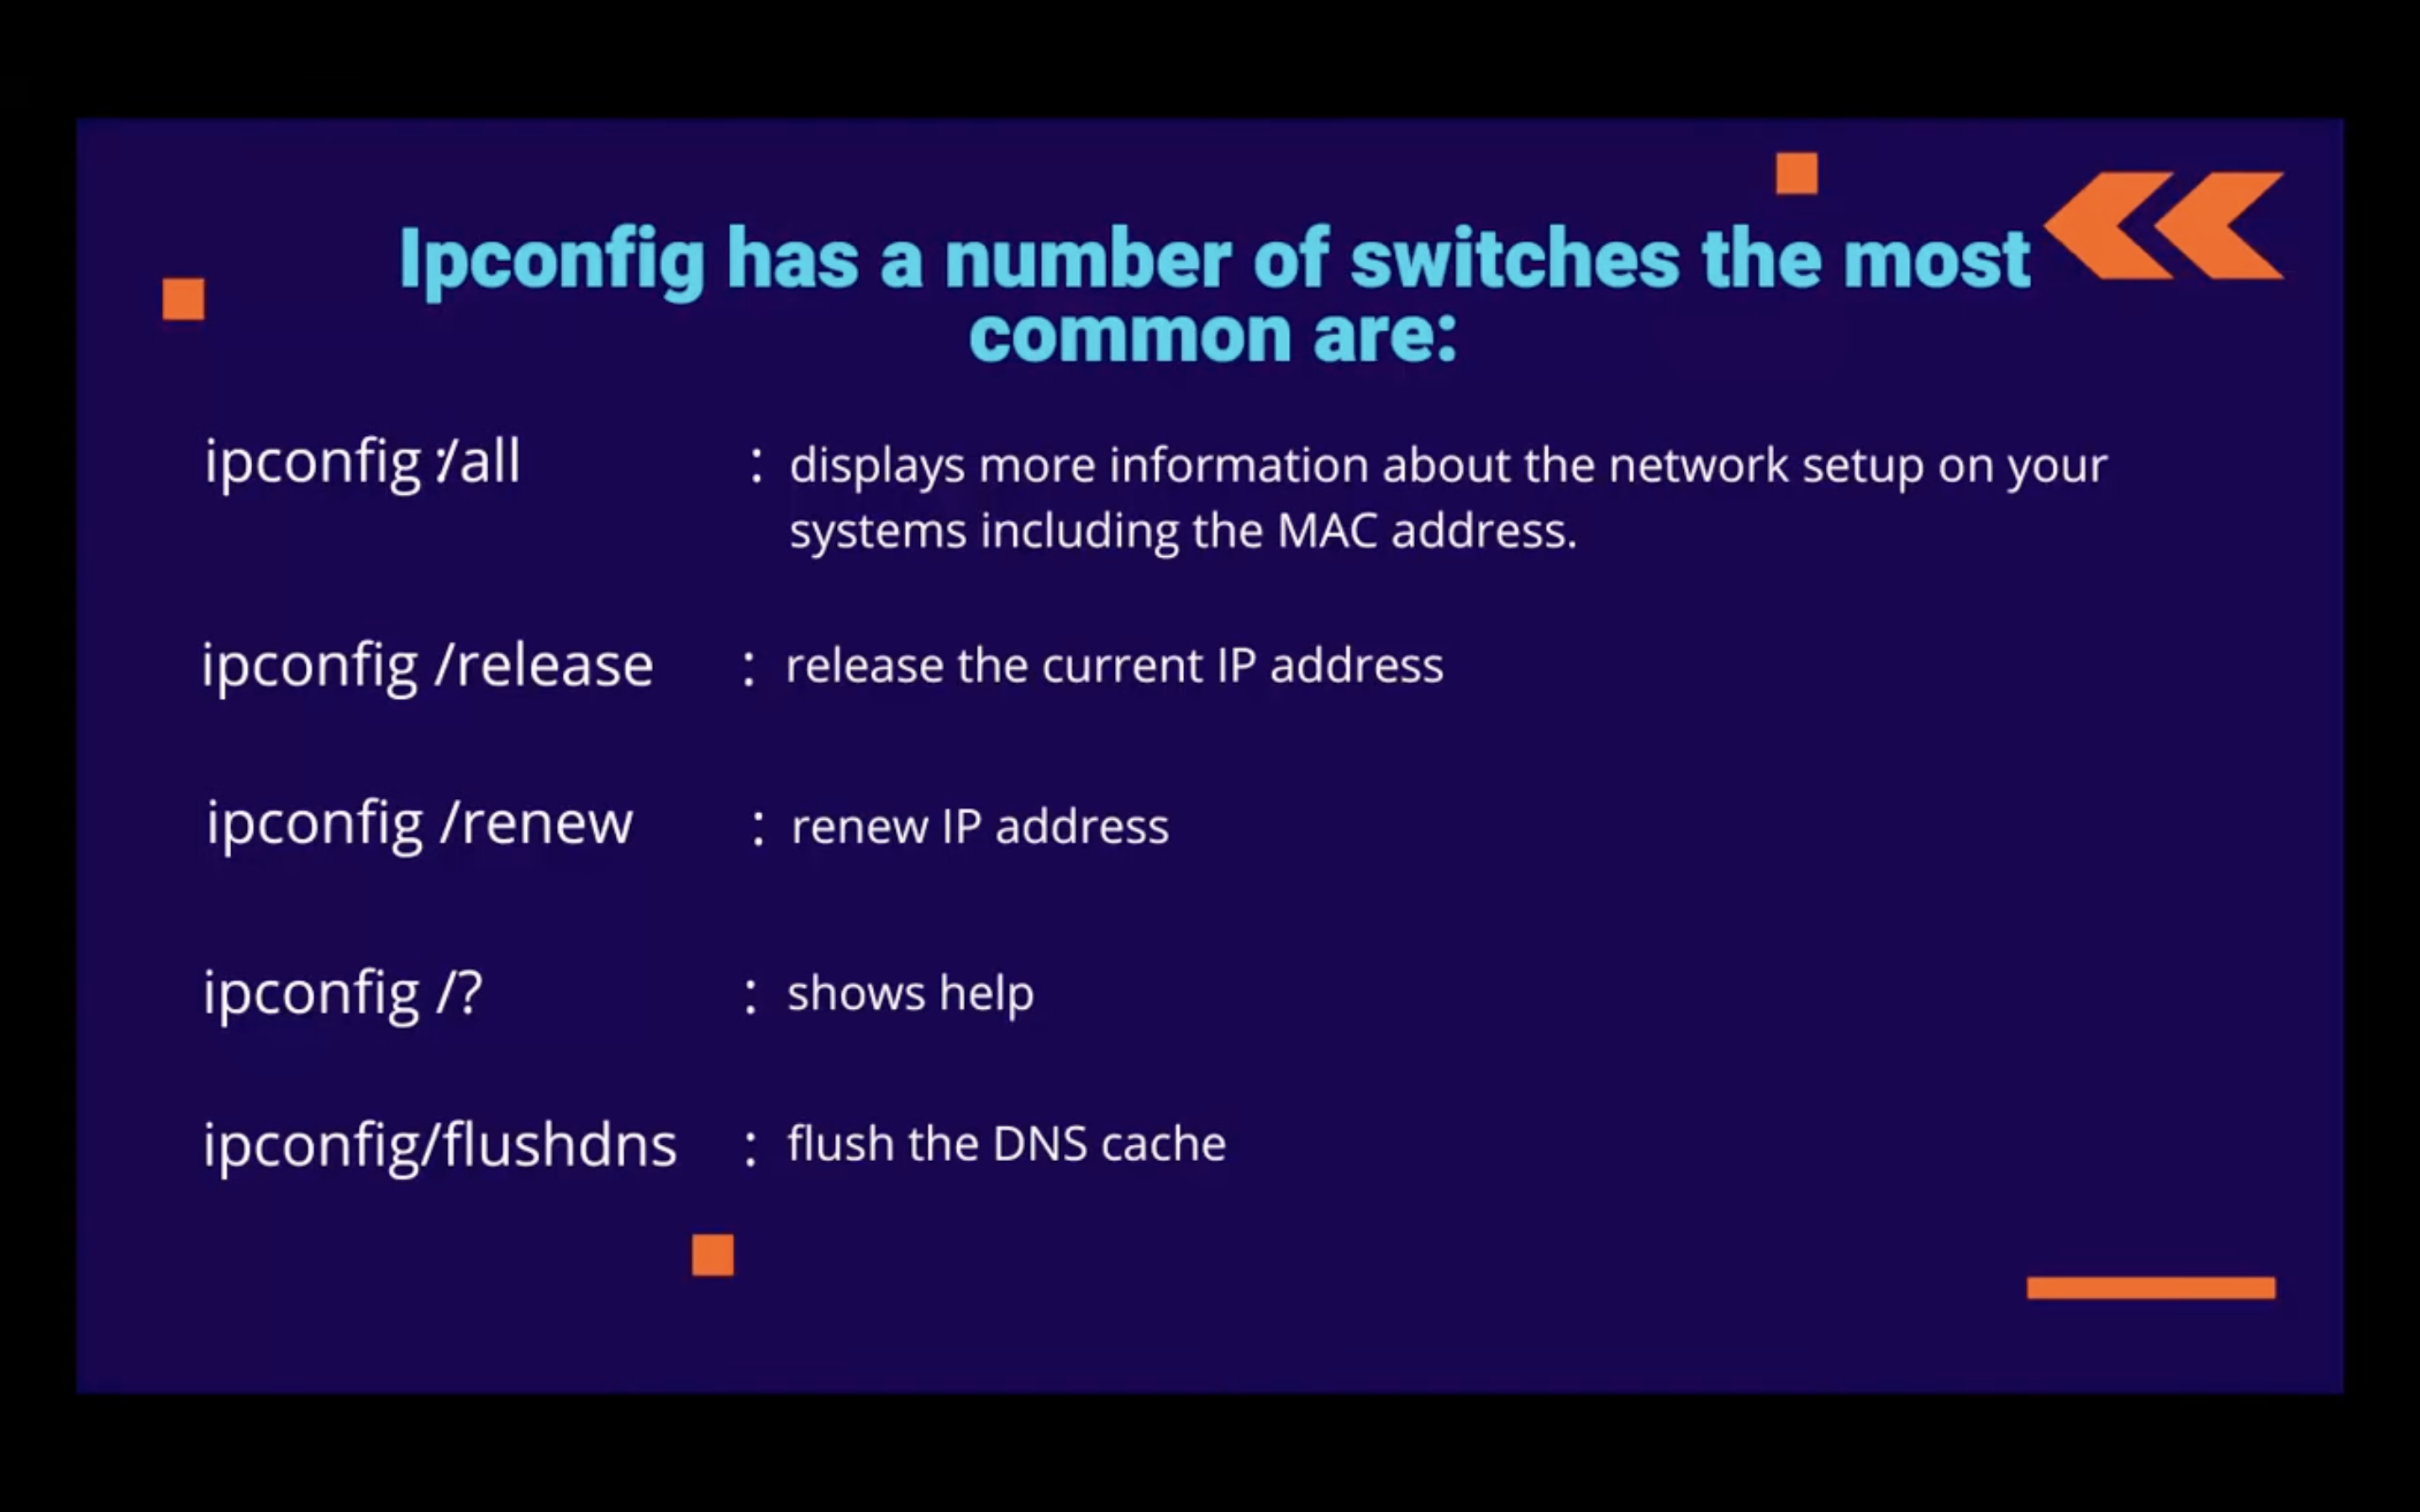 Ipconfig has a number of switches the most
common are:
ipconfig :/all : displays more information about the network setup on your
systems including the MAC address.
ipconfig /release : release the current IP address
ipconfig /renew : renew IP address
ipconfig /? : shows help
ipconfig/flushdns : flush the DNS cache